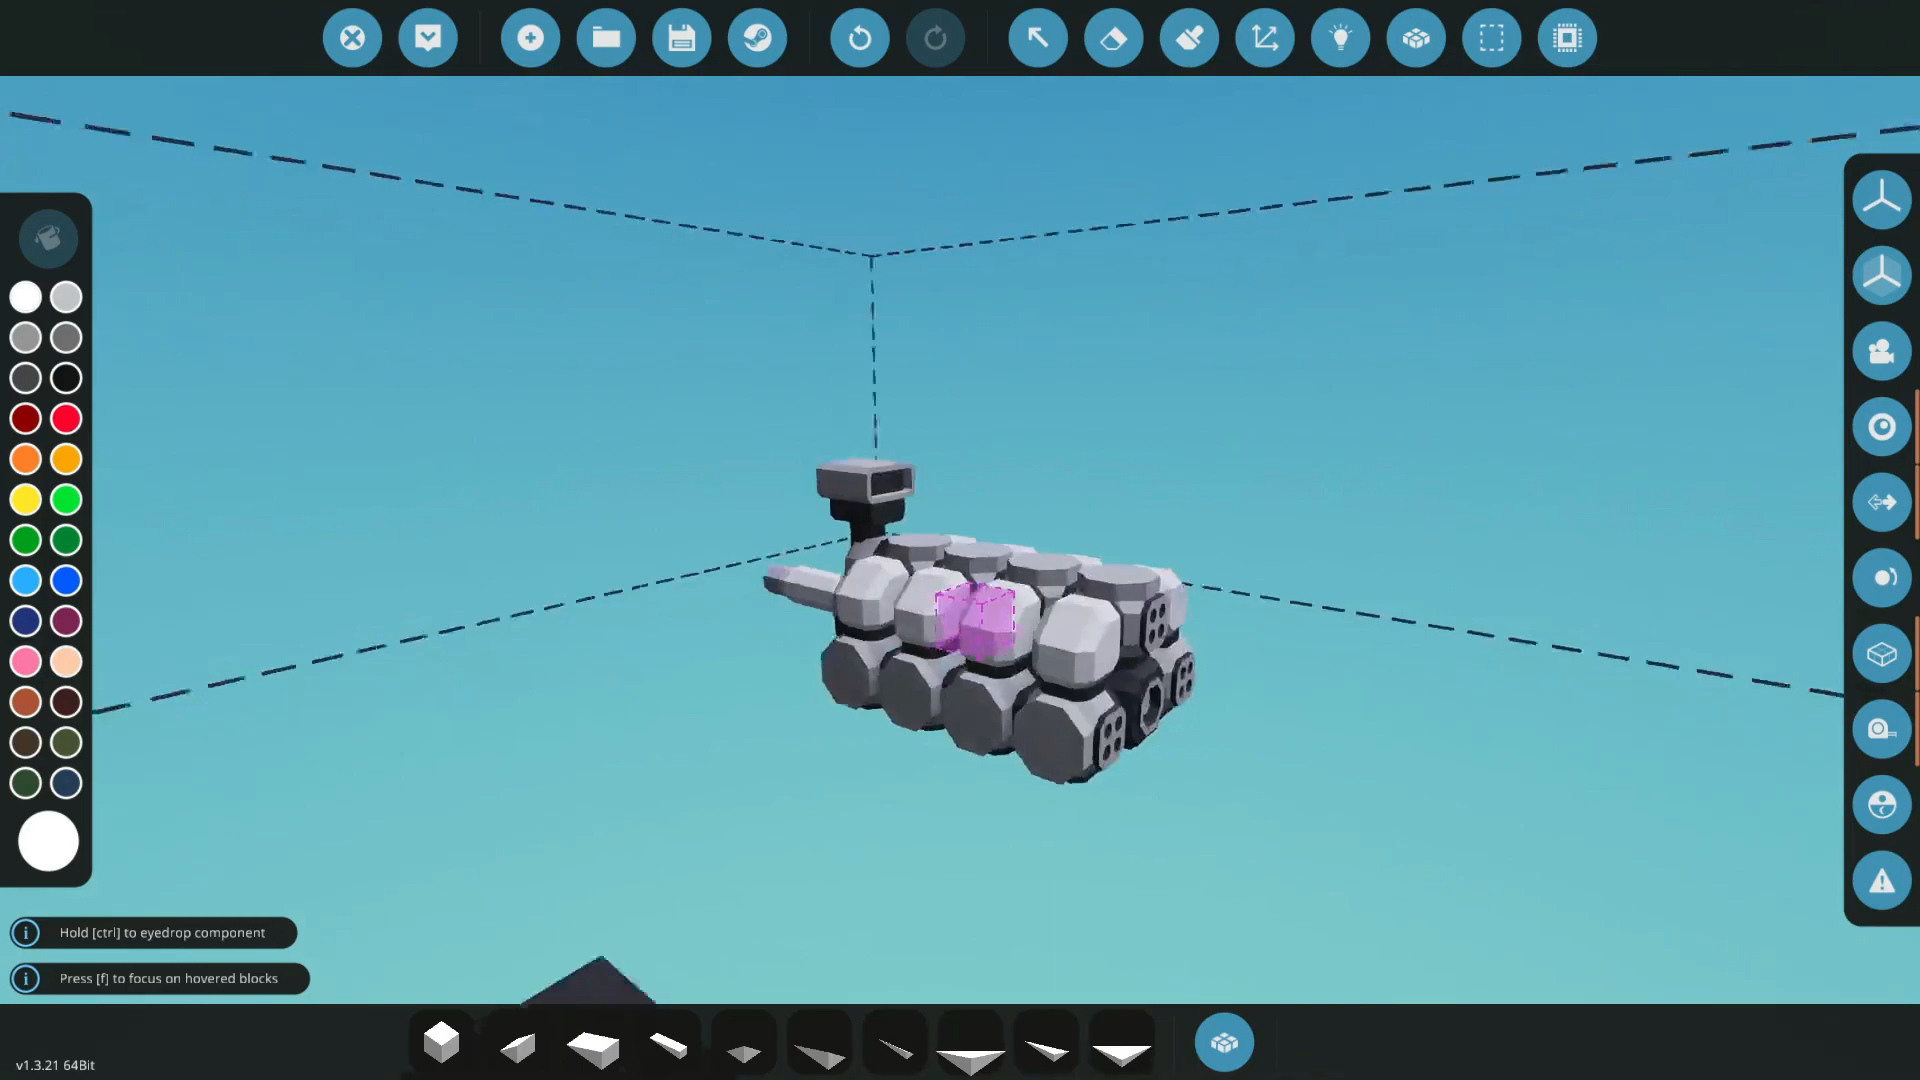 Hold [ctrl] to eyedrop component
Press [f] to focus on hovered blocks
v1.3.21 64Bit